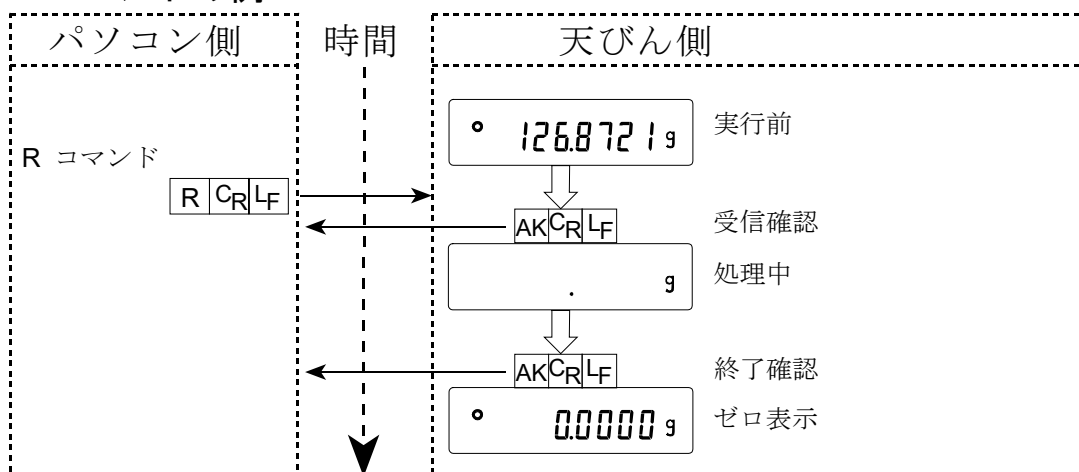 パソコン側 時間 天びん側
126.8721 g 実行前
R コマンド
R CR LF
AK CR LF 受信確認
. g 処理中
AK CR LF 終了確認
0.0000 g ゼロ表示